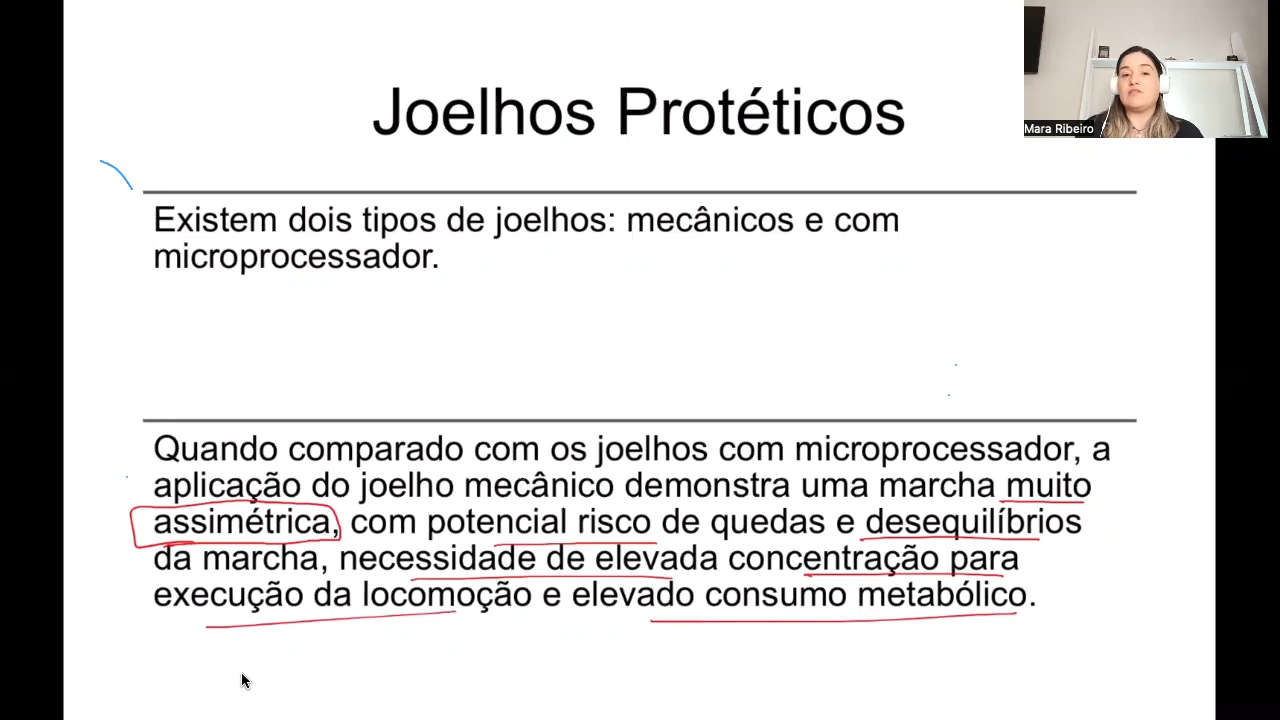 Joelhos Protéticos
Mara Ribeiro
Existem dois tipos de joelhos: mecânicos e com
microprocessador.
Quando comparado com os joelhos com microprocessador, a
aplicação do joelho mecânico demonstra uma marcha muito
assimétrica, com potencial risco de quedas e desequilíbrios
da marcha, necessidade de elevada concentração para
execução da locomoção e elevado consumo metabólico.